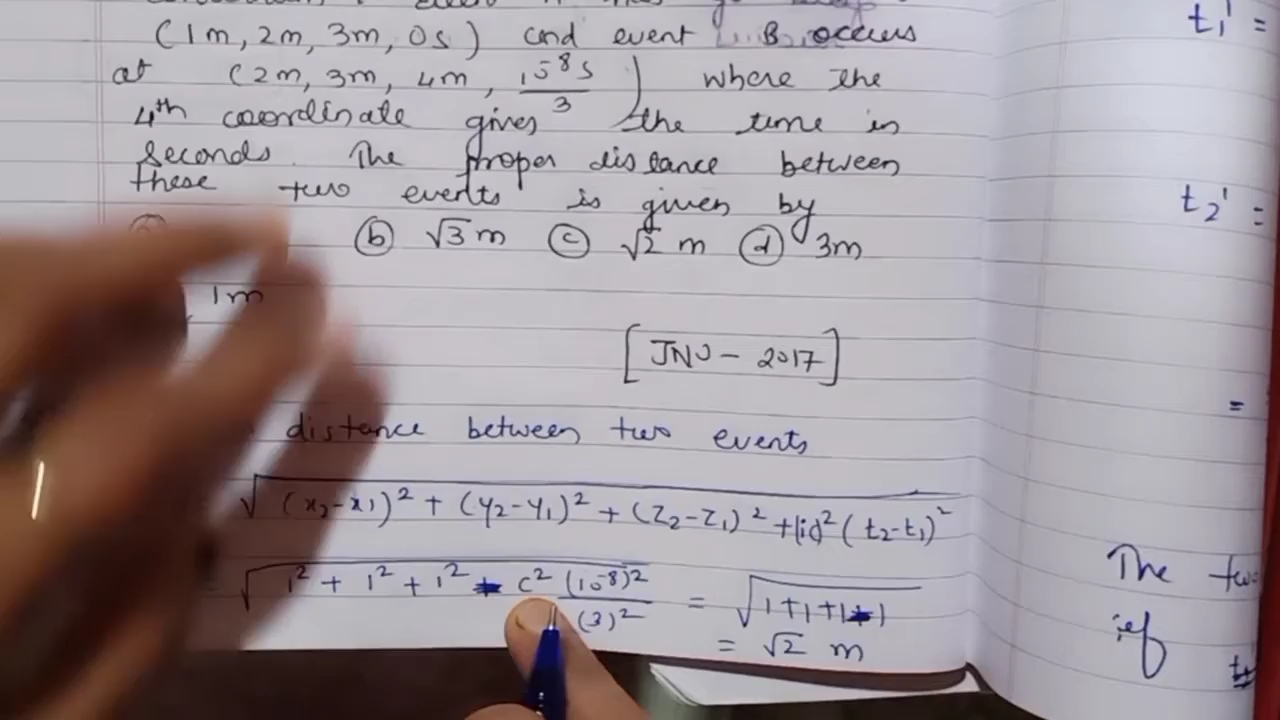 (1m, 2m, 3m, 0s) and event B occurs
at (2m, 3m, 4m, 10⁻⁸s/3) where the
4th coordinate gives the time in
seconds. The proper distance between
these two events is given by
(b) √3 m (c) √2 m (d) 3m
1m
[JNU - 2017]
distance between two events
√((x₂-x₁)² + (y₂-y₁)² + (z₂-z₁)² + (ic)² (t₂-t₁)²)
= √(1² + 1² + 1² - c² (10⁻⁸)²/(3)²) = √(1+1+1-1)
= √2 m
t₁' =
t₂' =
=
The two
if